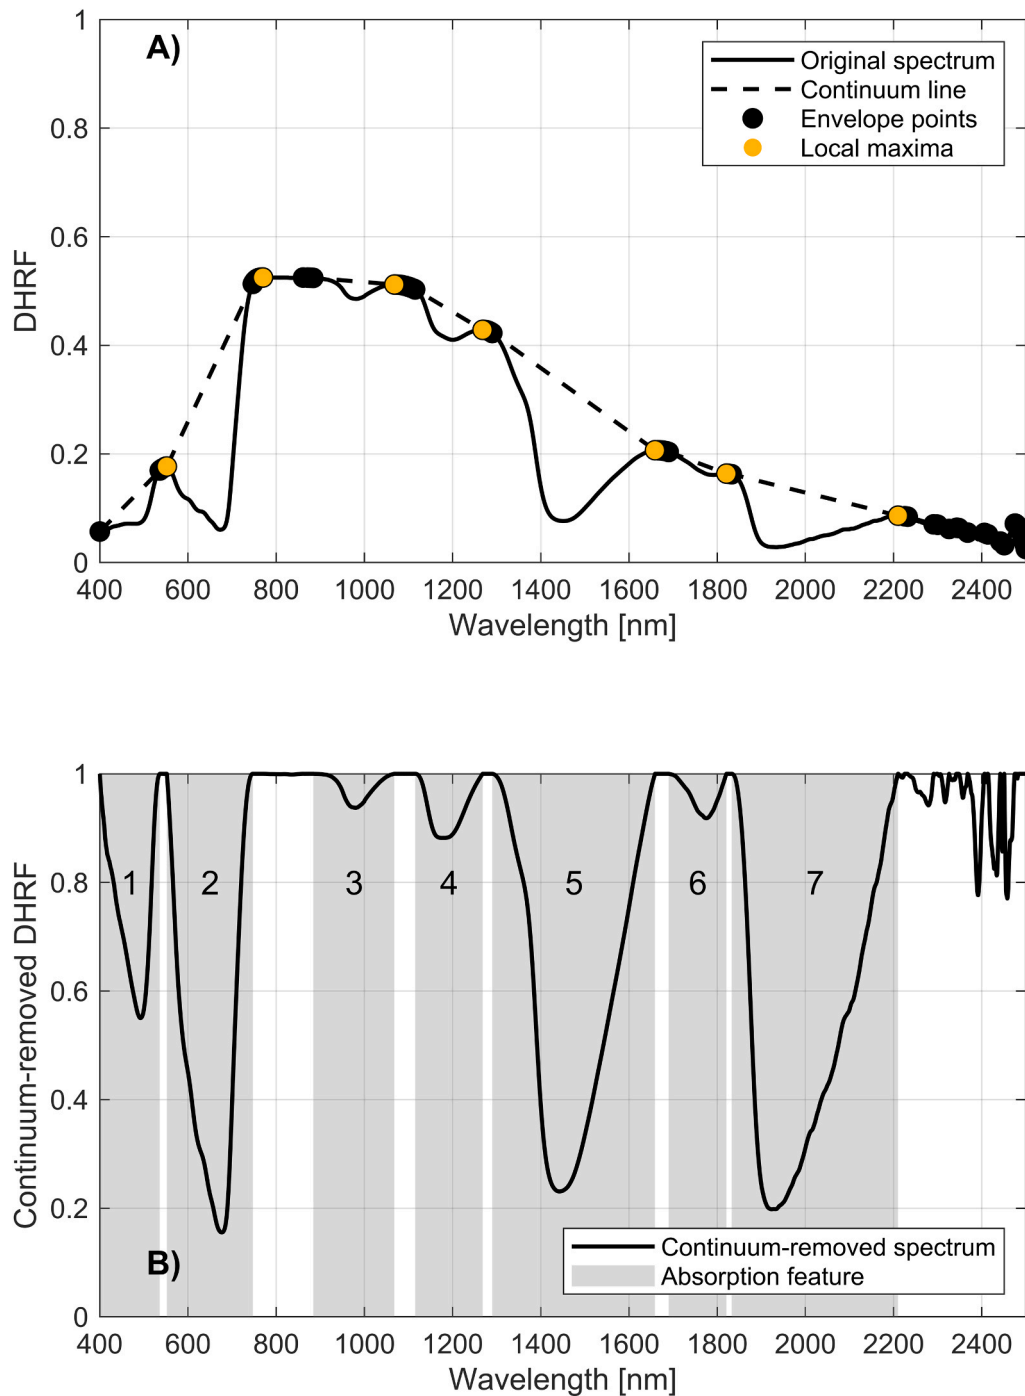 A)
Original spectrum
Continuum line
Envelope points
Local maxima
1
0.8
0.6
0.4
0.2
0
DHRF
400 600 800 1000 1200 1400 1600 1800 2000 2200 2400
Wavelength [nm]
1
0.8
0.6
0.4
0.2
0
Continuum-removed DHRF
1 2 3 4 5 6 7
B)
Continuum-removed spectrum
Absorption feature
400 600 800 1000 1200 1400 1600 1800 2000 2200 2400
Wavelength [nm]